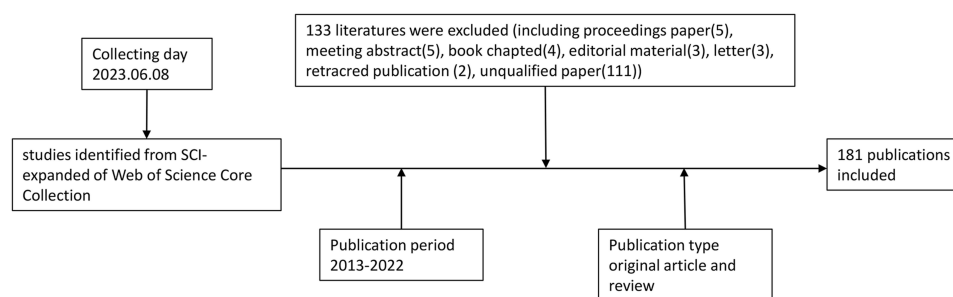 133 literatures were excluded (including proceedings paper(5),
meeting abstract(5), book chapted(4), editorial material(3), letter(3),
retracred publication (2), unqualified paper(111))
Collecting day
2023.06.08
studies identified from SCI-
expanded of Web of Science Core
Collection
181 publications
included
Publication period
2013-2022
Publication type
original article and
review